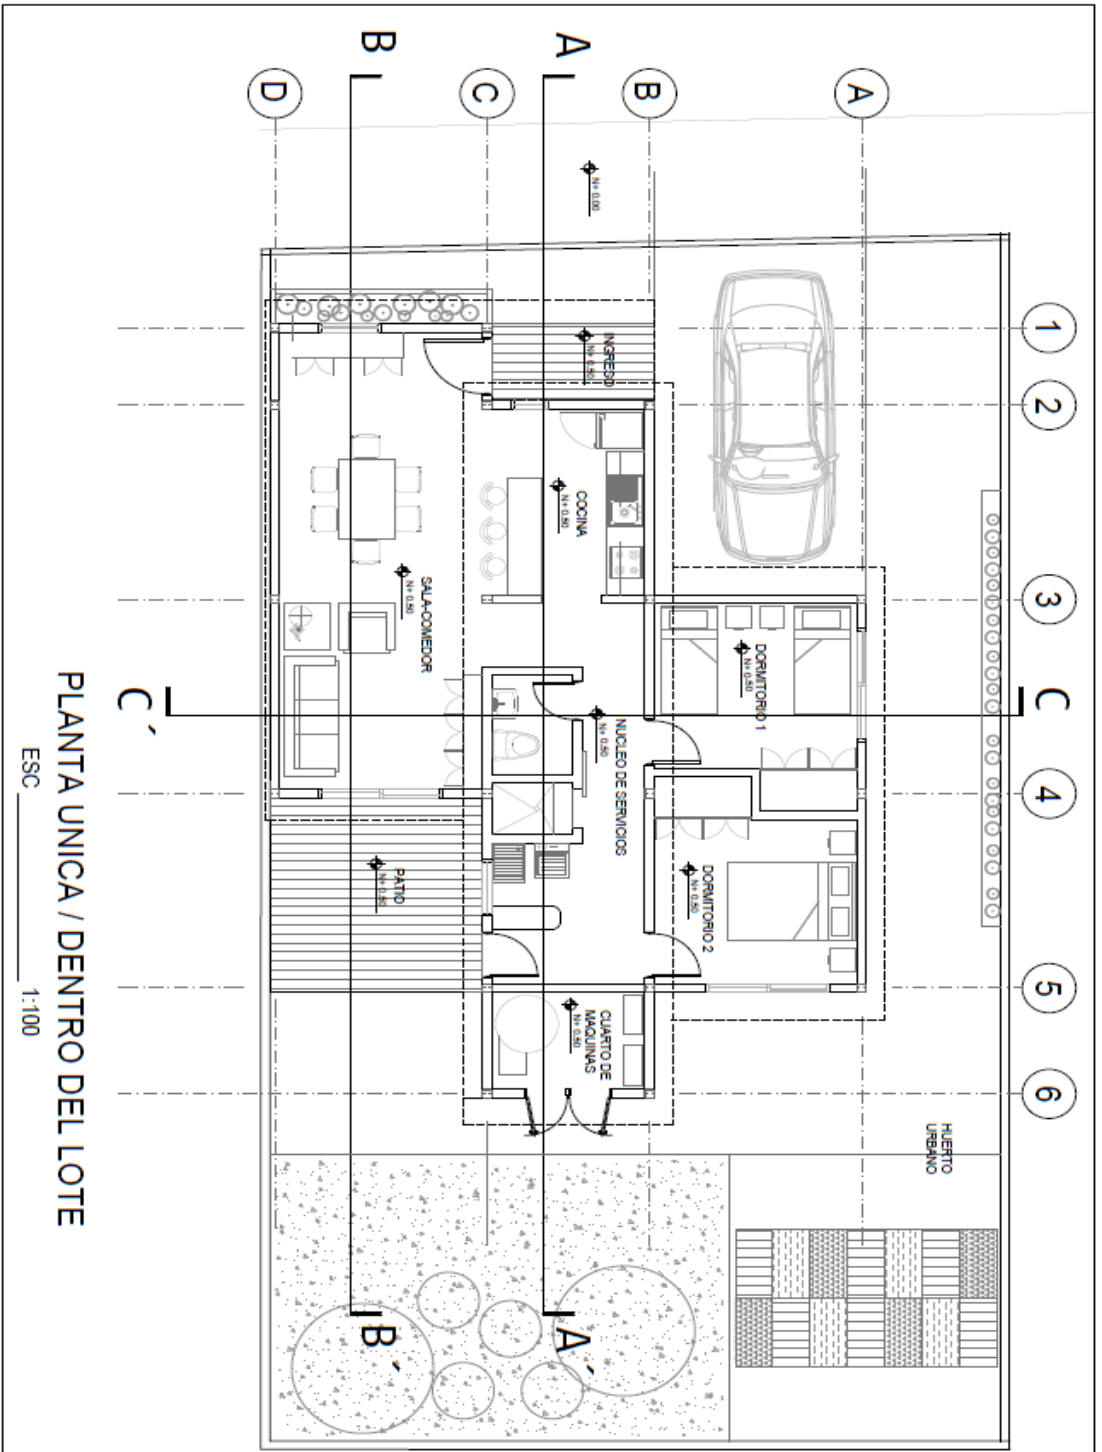 C
1
2
3
4
5
6
HUERTO
URBANO
A
DORMITORIO 1
N+ 0.50
DORMITORIO 2
N+ 0.50
B
NUCLEO DE SERVICIOS
N+ 0.50
INGRESO
N+ 0.50
CUARTO DE
MAQUINAS
N+ 0.50
N+ 0.00
COCINA
N+ 0.50
A
A´
C
SALA-COMEDOR
N+ 0.50
PATIO
N+ 0.50
B
B´
D
C´
PLANTA UNICA / DENTRO DEL LOTE
ESC 1:100